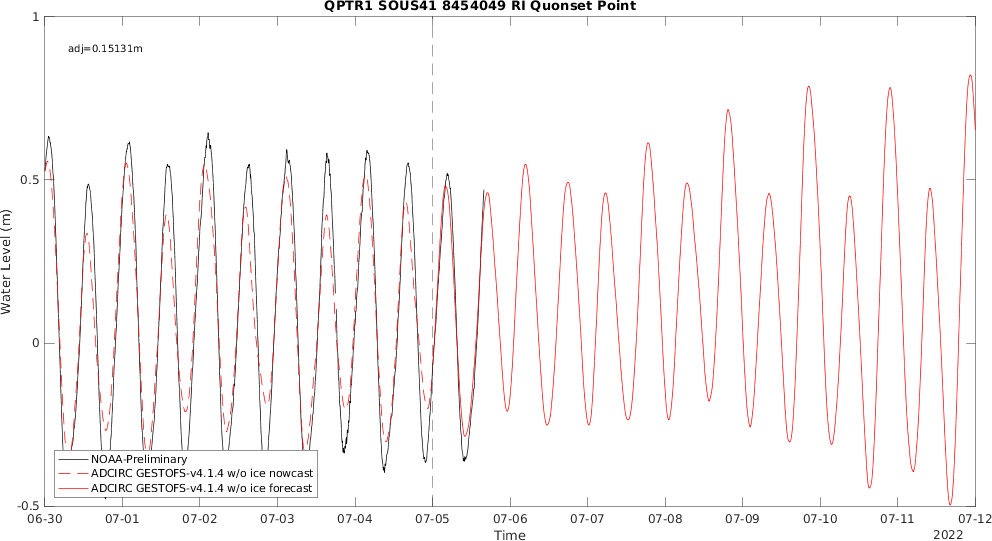 QPTR1 SOUS41 8454049 RI Quonset Point
adj=0.15131m
1
0.5
0
-0.5
Water Level (m)
NOAA-Preliminary
ADCIRC GESTOFS-v4.1.4 w/o ice nowcast
ADCIRC GESTOFS-v4.1.4 w/o ice forecast
06-30 07-01 07-02 07-03 07-04 07-05 07-06 07-07 07-08 07-09 07-10 07-11 07-12
Time
2022